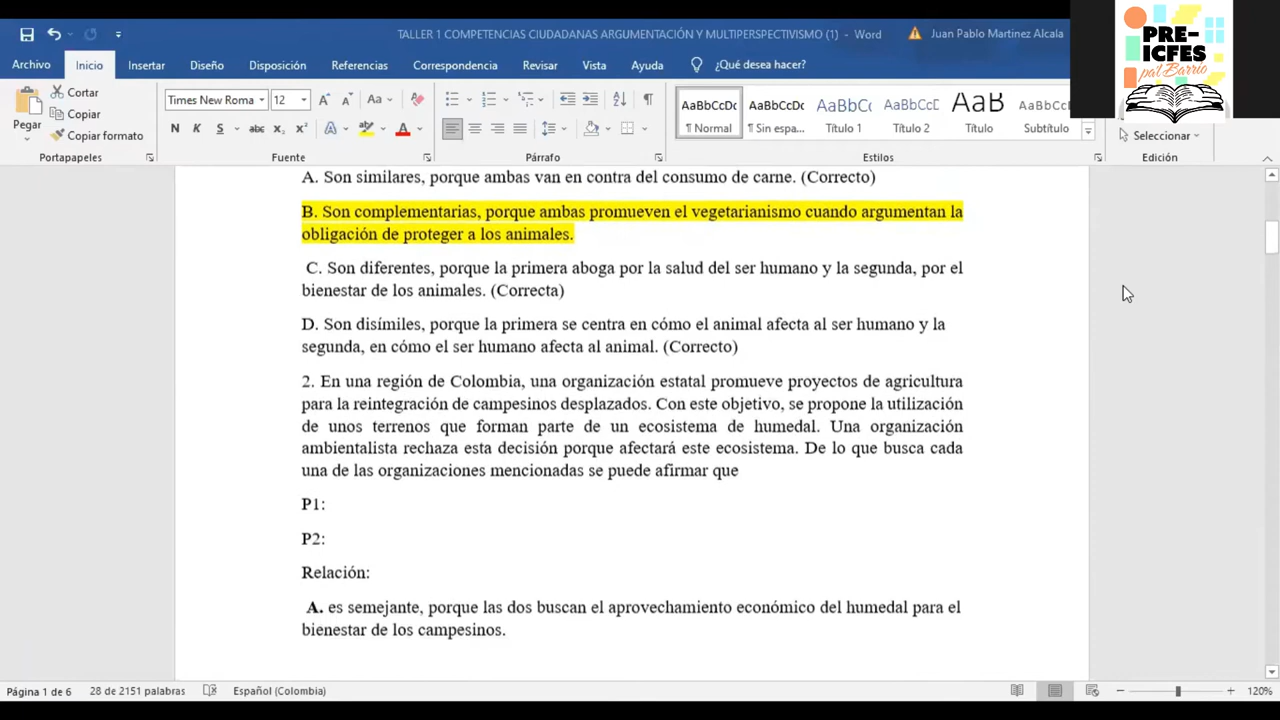 TALLER 1 COMPETENCIAS CIUDADANAS ARGUMENTACIÓN Y MULTIPERSPECTIVISMO (1) - Word
Juan Pablo Martinez Alcala
PRE-
ICFES
pal Barrio
Archivo Inicio Insertar Diseño Disposición Referencias Correspondencia Revisar Vista Ayuda ¿Qué desea hacer?
Pegar
Cortar
Copiar
Copiar formato
Portapapeles
Times New Roma 12
Aa
N K S abc x₂ x²
Fuente
Párrafo
AaBbCcDc AaBbCcDc AaBbCcD AaBbCcD AaB AaBbCcD
¶ Normal ¶ Sin espa... Título 1 Título 2 Título Subtítulo
Estilos
Seleccionar
Edición
A. Son similares, porque ambas van en contra del consumo de carne. (Correcto)
B. Son complementarias, porque ambas promueven el vegetarianismo cuando argumentan la
obligación de proteger a los animales.
C. Son diferentes, porque la primera aboga por la salud del ser humano y la segunda, por el
bienestar de los animales. (Correcta)
D. Son disímiles, porque la primera se centra en cómo el animal afecta al ser humano y la
segunda, en cómo el ser humano afecta al animal. (Correcto)
2. En una región de Colombia, una organización estatal promueve proyectos de agricultura
para la reintegración de campesinos desplazados. Con este objetivo, se propone la utilización
de unos terrenos que forman parte de un ecosistema de humedal. Una organización
ambientalista rechaza esta decisión porque afectará este ecosistema. De lo que busca cada
una de las organizaciones mencionadas se puede afirmar que
P1:
P2:
Relación:
A. es semejante, porque las dos buscan el aprovechamiento económico del humedal para el
bienestar de los campesinos.
Página 1 de 6 28 de 2151 palabras Español (Colombia) 120%